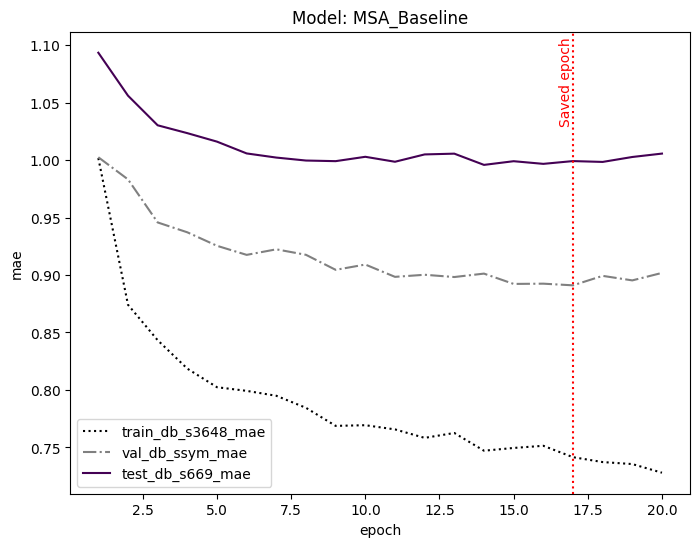 Model: MSA_Baseline
1.10
1.05
1.00
0.95
0.90
0.85
0.80
0.75
mae
Saved epoch
train_db_s3648_mae
val_db_ssym_mae
test_db_s669_mae
2.5 5.0 7.5 10.0 12.5 15.0 17.5 20.0
epoch